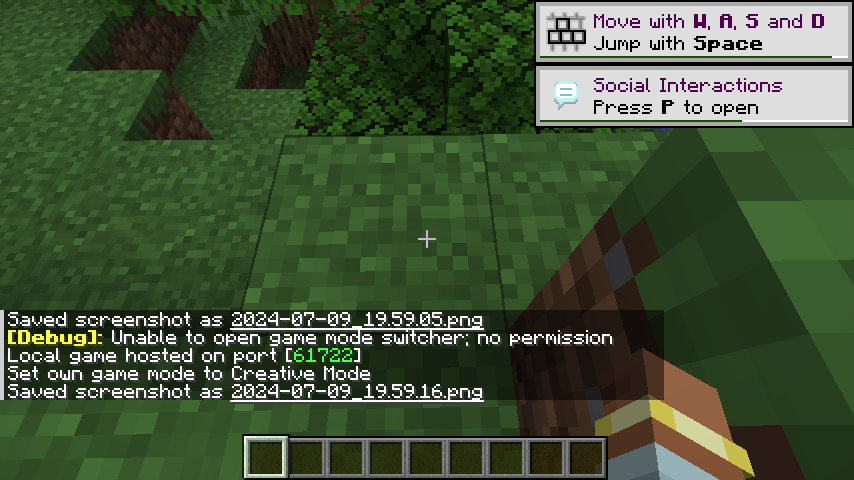 Move with W, A, S and D
Jump with Space
Social Interactions
Press P to open
Saved screenshot as 2024-07-09_19.59.05.png
[Debug]: Unable to open game mode switcher; no permission
Local game hosted on port [61722]
Set own game mode to Creative Mode
Saved screenshot as 2024-07-09_19.59.16.png